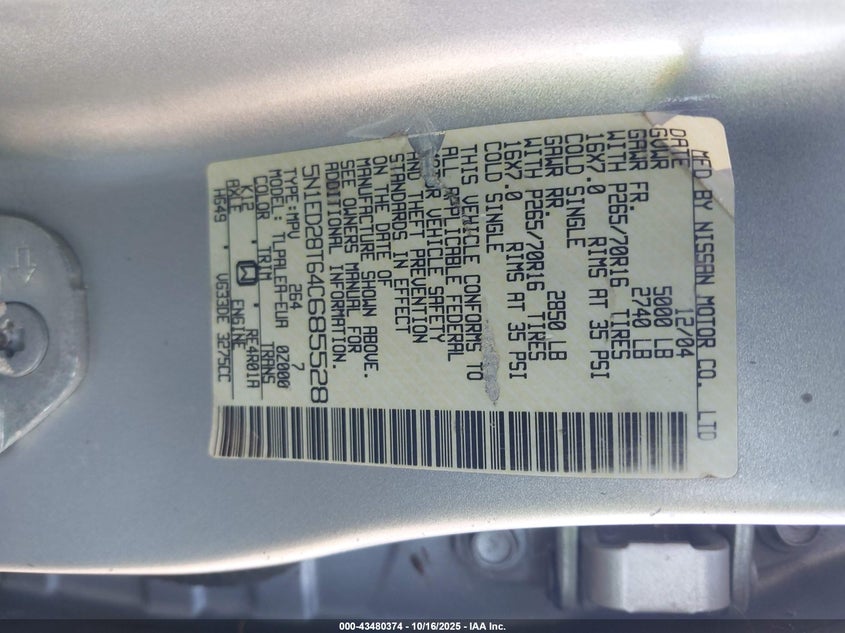 MFD BY NISSAN MOTOR CO. LTD
DATE 12/04
GVWR 5000 LB
GAWR FR. 2740 LB
WITH P265/70R16 TIRES
16X7.0 RIMS AT 35 PSI
COLD SINGLE
GAWR RR. 2850 LB
WITH P265/70R16 TIRES
16X7.0 RIMS AT 35 PSI
COLD SINGLE
THIS VEHICLE CONFORMS TO
ALL APPLICABLE FEDERAL
MOTOR VEHICLE SAFETY
AND THEFT PREVENTION
STANDARDS IN EFFECT
ON THE DATE OF
MANUFACTURE SHOWN ABOVE.
SEE OWNERS MANUAL FOR
ADDITIONAL INFORMATION.
5N1ED28T64C685528
TYPE:MPV 264 7
MODEL: TLPALEA-EUA 0Z000
COLOR TRIM TRANS
K12 W RE4R01A
AXLE ENGINE
H649 VG33DE 3275CC
000-43480374 - 10/16/2025 - IAA Inc.